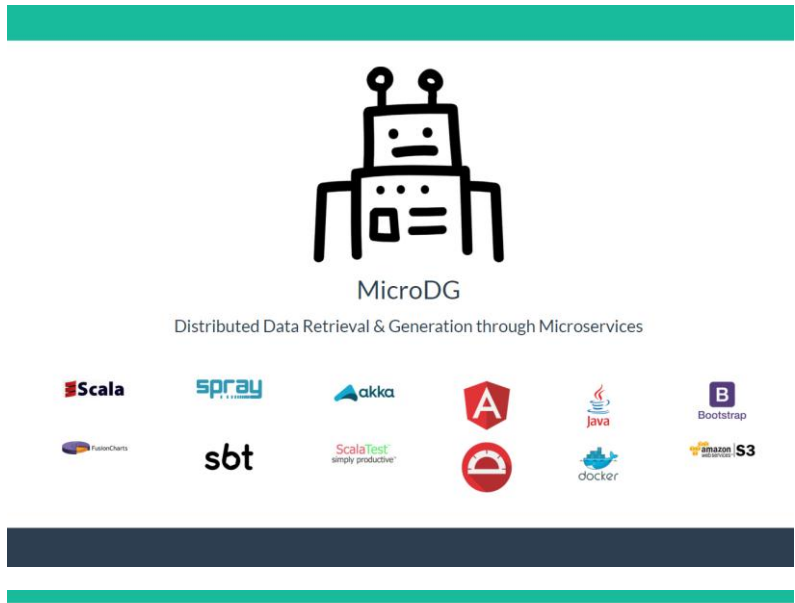 MicroDG
Distributed Data Retrieval & Generation through Microservices
Scala
spray
akka
A
Java
B
Bootstrap
FusionCharts
sbt
ScalaTest
simply productive
docker
amazon
web services
S3